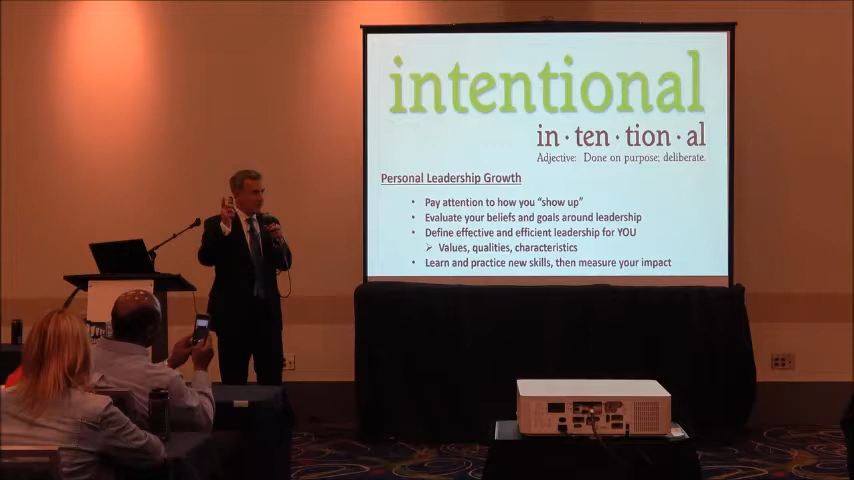 intentional
in · ten · tion · al
Adjective: Done on purpose; deliberate.
Personal Leadership Growth
• Pay attention to how you “show up”
• Evaluate your beliefs and goals around leadership
• Define effective and efficient leadership for YOU
➢ Values, qualities, characteristics
• Learn and practice new skills, then measure your impact